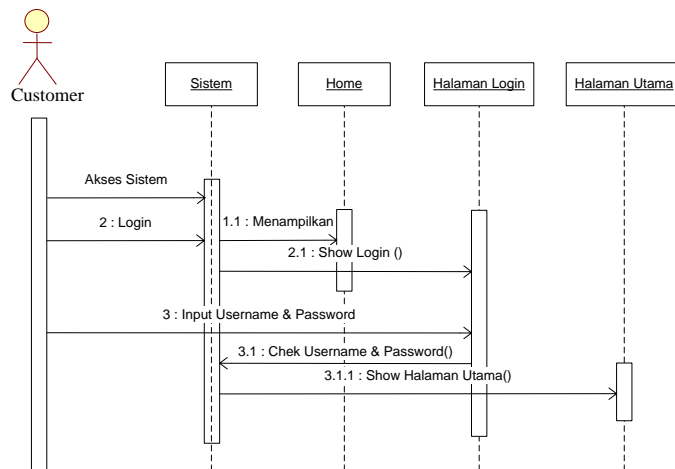 Customer
Sistem
Home
Halaman Login
Halaman Utama
Akses Sistem
2 : Login
1.1 : Menampilkan
2.1 : Show Login ()
3 : Input Username & Password
3.1 : Chek Username & Password()
3.1.1 : Show Halaman Utama()